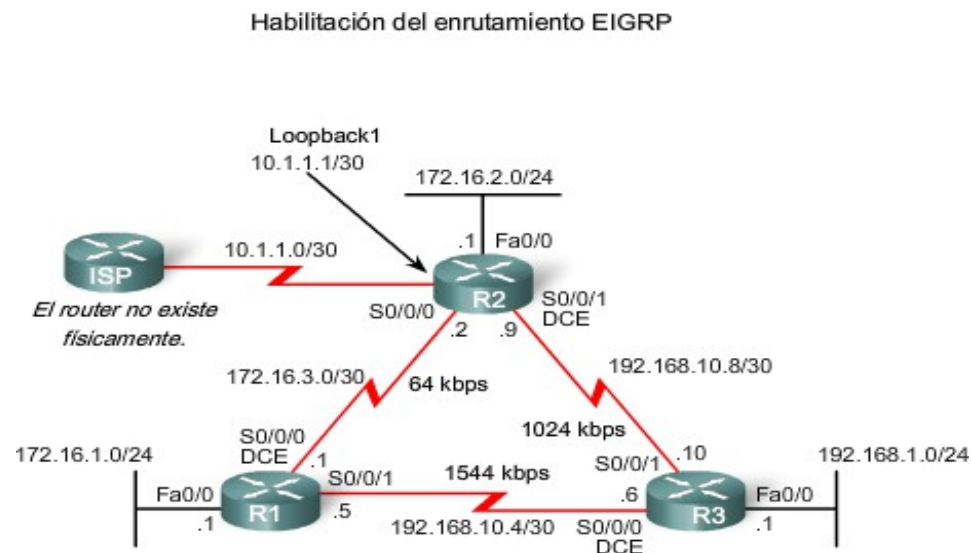 Habilitación del enrutamiento EIGRP
Loopback1
10.1.1.1/30
172.16.2.0/24
10.1.1.0/30
.1
Fa0/0
ISP
R2
El router no existe
físicamente.
S0/0/0
S0/0/1
DCE
.2
.9
172.16.3.0/30
64 kbps
192.168.10.8/30
S0/0/0
DCE
.1
1024 kbps
.10
172.16.1.0/24
S0/0/1
1544 kbps
S0/0/1
192.168.1.0/24
Fa0/0
.1
R1
.5
.6
R3
Fa0/0
.1
192.168.10.4/30
S0/0/0
DCE